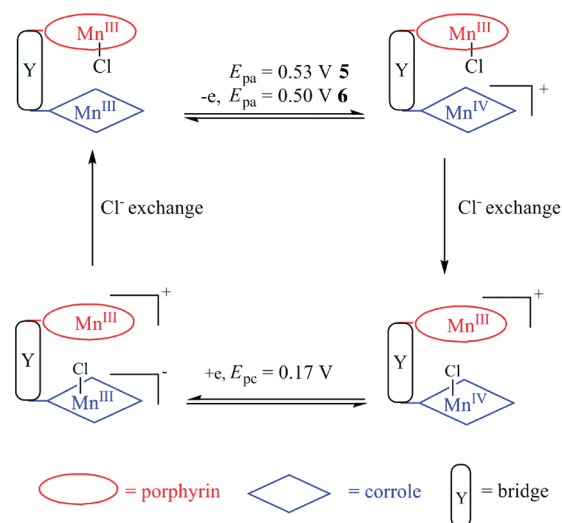 Mn^III
Cl
Y
Mn^III
E_pa = 0.53 V 5
-e, E_pa = 0.50 V 6
Mn^III
Cl
Y
Mn^IV
+
Cl^- exchange
Cl^- exchange
+
Mn^III
Y
-
Cl
Mn^III
+e, E_pc = 0.17 V
+
Mn^III
Y
Cl
Mn^IV
= porphyrin
= corrole
Y
= bridge